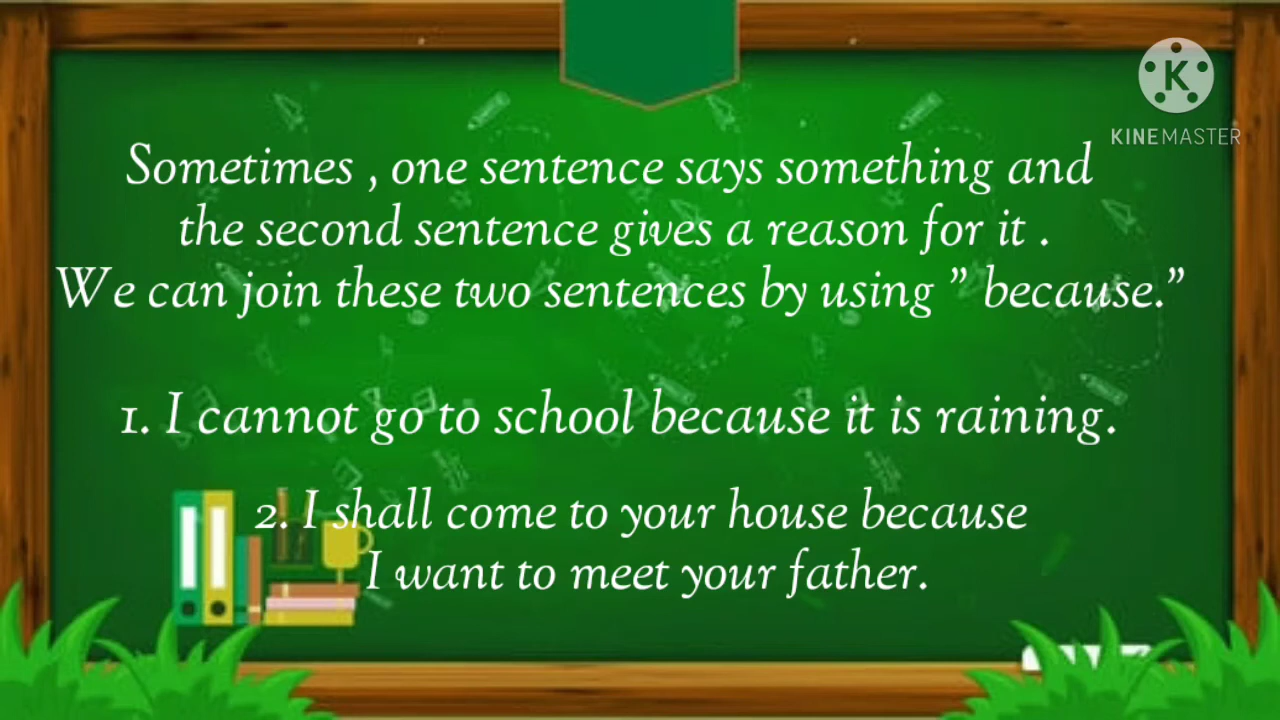 K
KINEMASTER
Sometimes , one sentence says something and
the second sentence gives a reason for it .
We can join these two sentences by using ” because.”
1. I cannot go to school because it is raining.
2. I shall come to your house because
I want to meet your father.